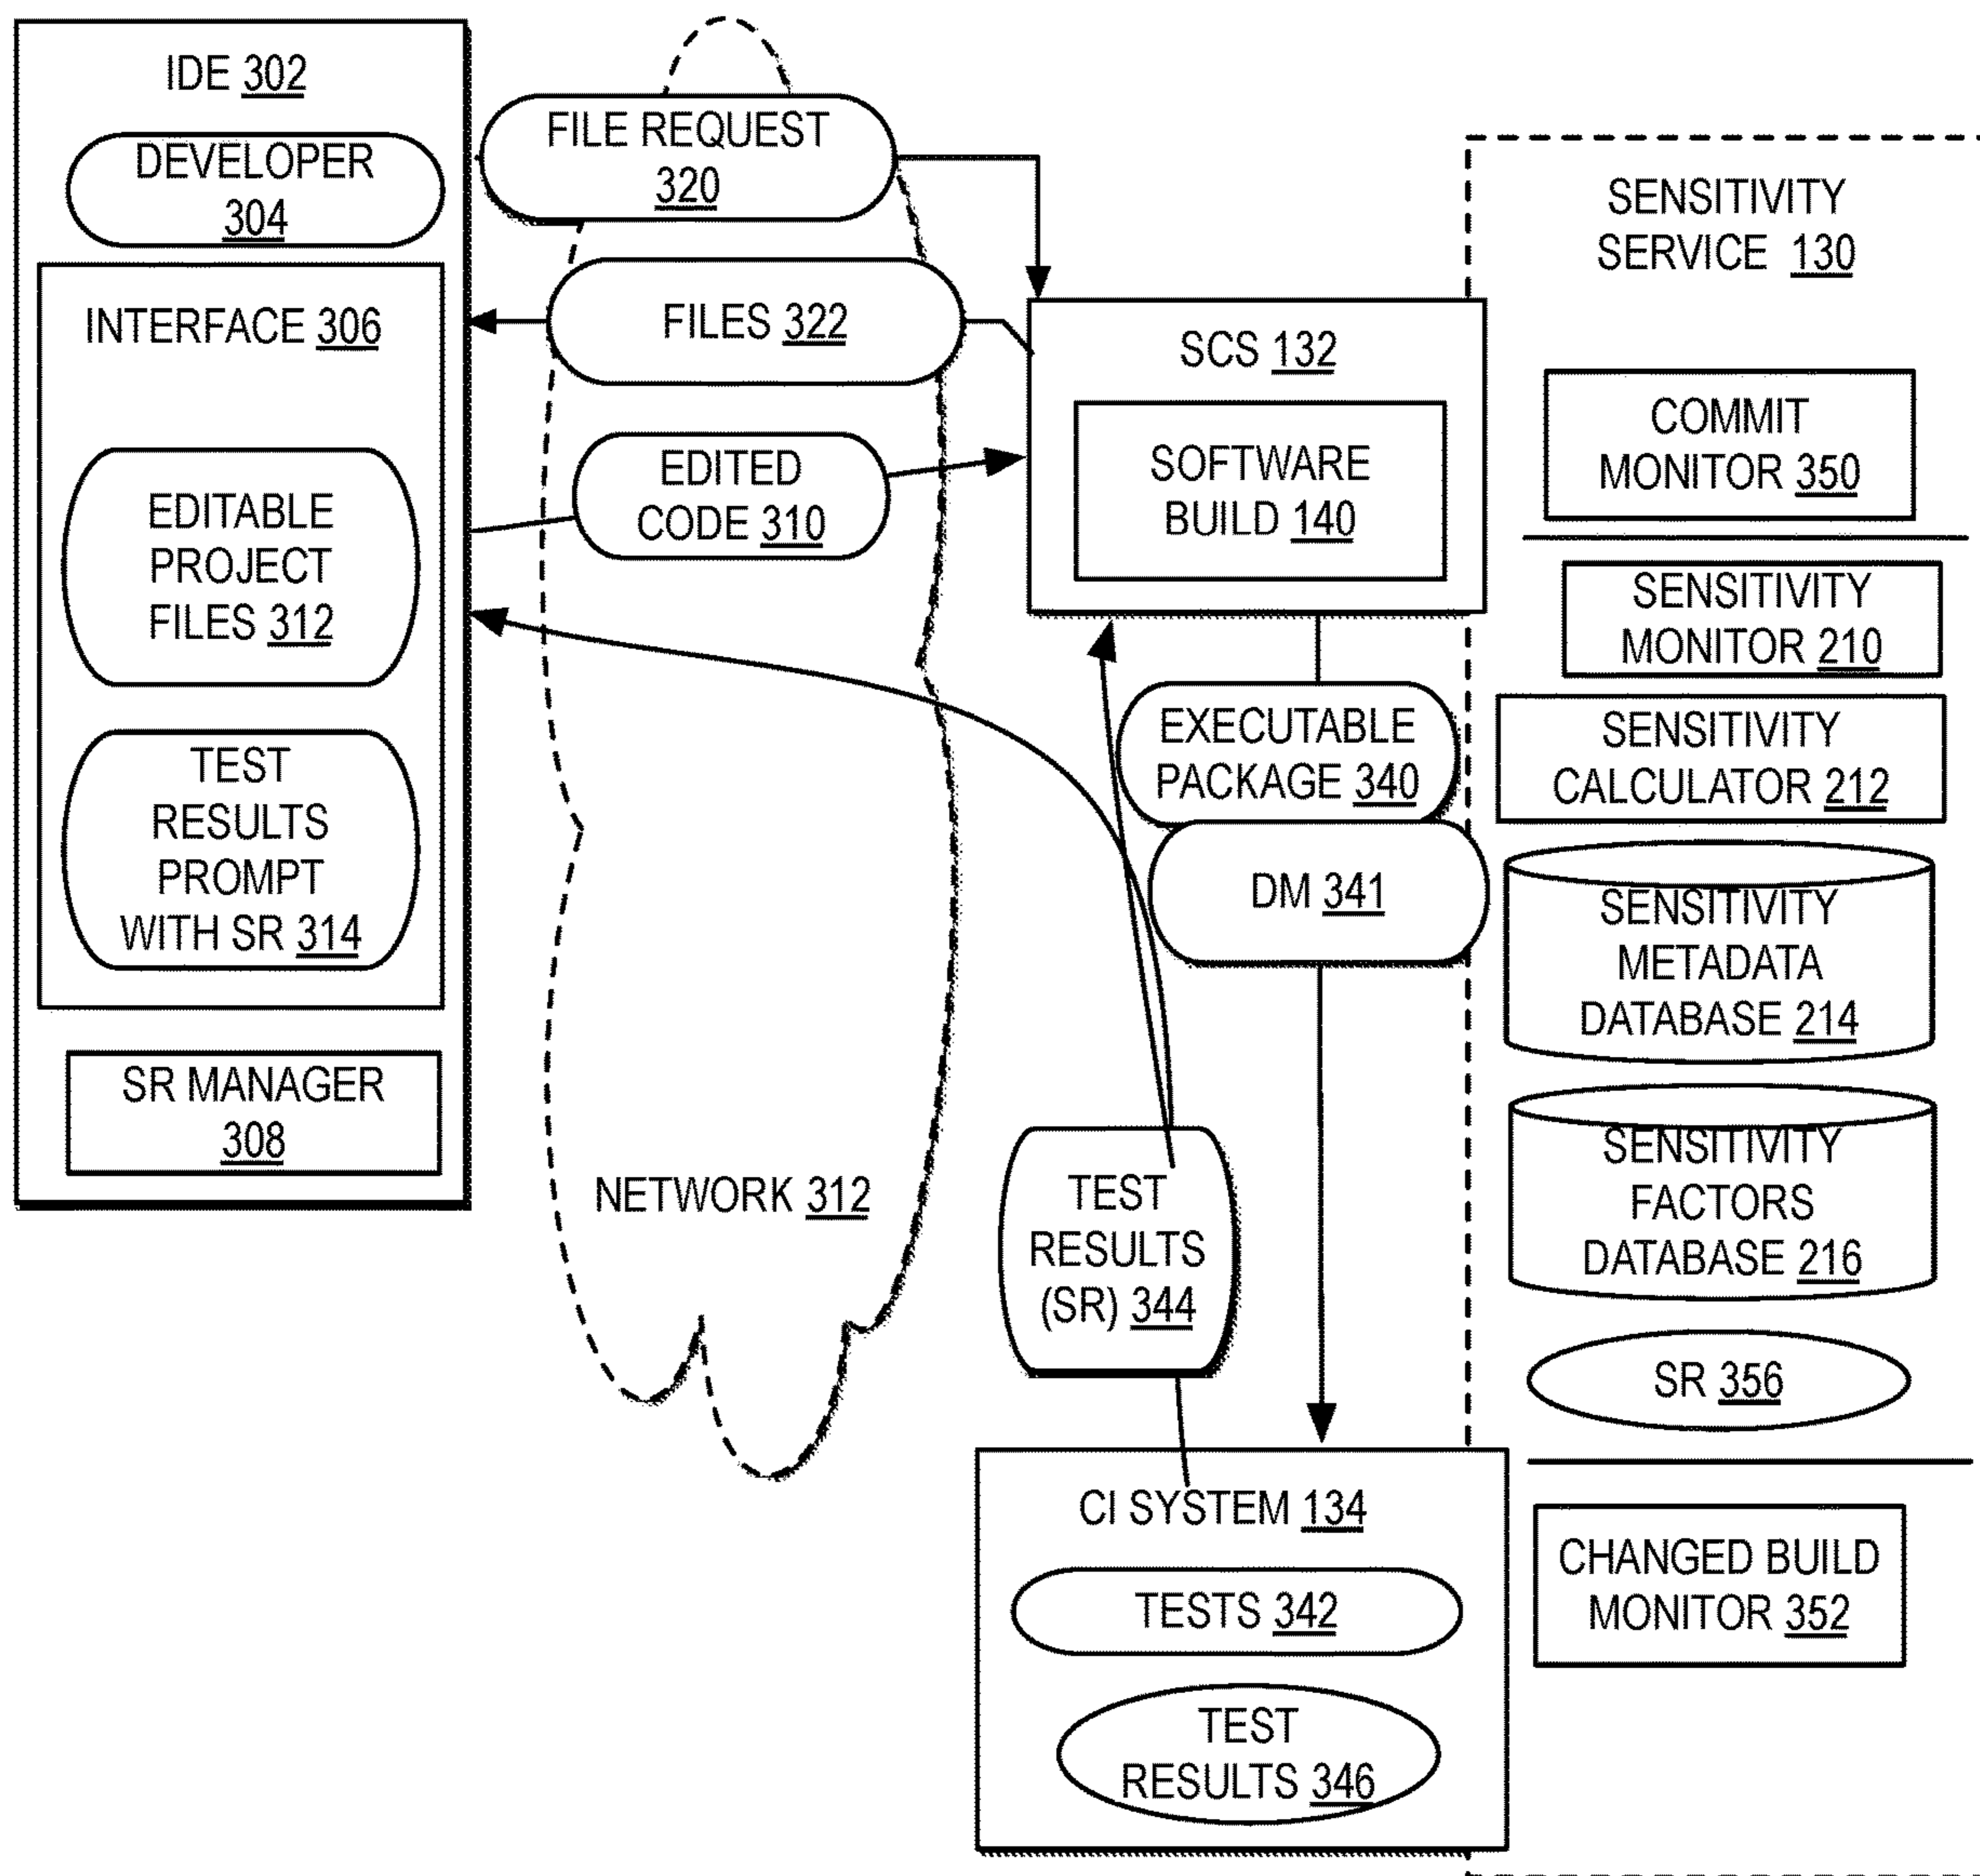 IDE 302
DEVELOPER
304
INTERFACE 306
EDITABLE
PROJECT
FILES 312
TEST
RESULTS
PROMPT
WITH SR 314
SR MANAGER
308
FILE REQUEST
320
FILES 322
EDITED
CODE 310
NETWORK 312
SCS 132
SOFTWARE
BUILD 140
EXECUTABLE
PACKAGE 340
DM 341
TEST
RESULTS
(SR) 344
CI SYSTEM 134
TESTS 342
TEST
RESULTS 346
SENSITIVITY
SERVICE 130
COMMIT
MONITOR 350
SENSITIVITY
MONITOR 210
SENSITIVITY
CALCULATOR 212
SENSITIVITY
METADATA
DATABASE 214
SENSITIVITY
FACTORS
DATABASE 216
SR 356
CHANGED BUILD
MONITOR 352